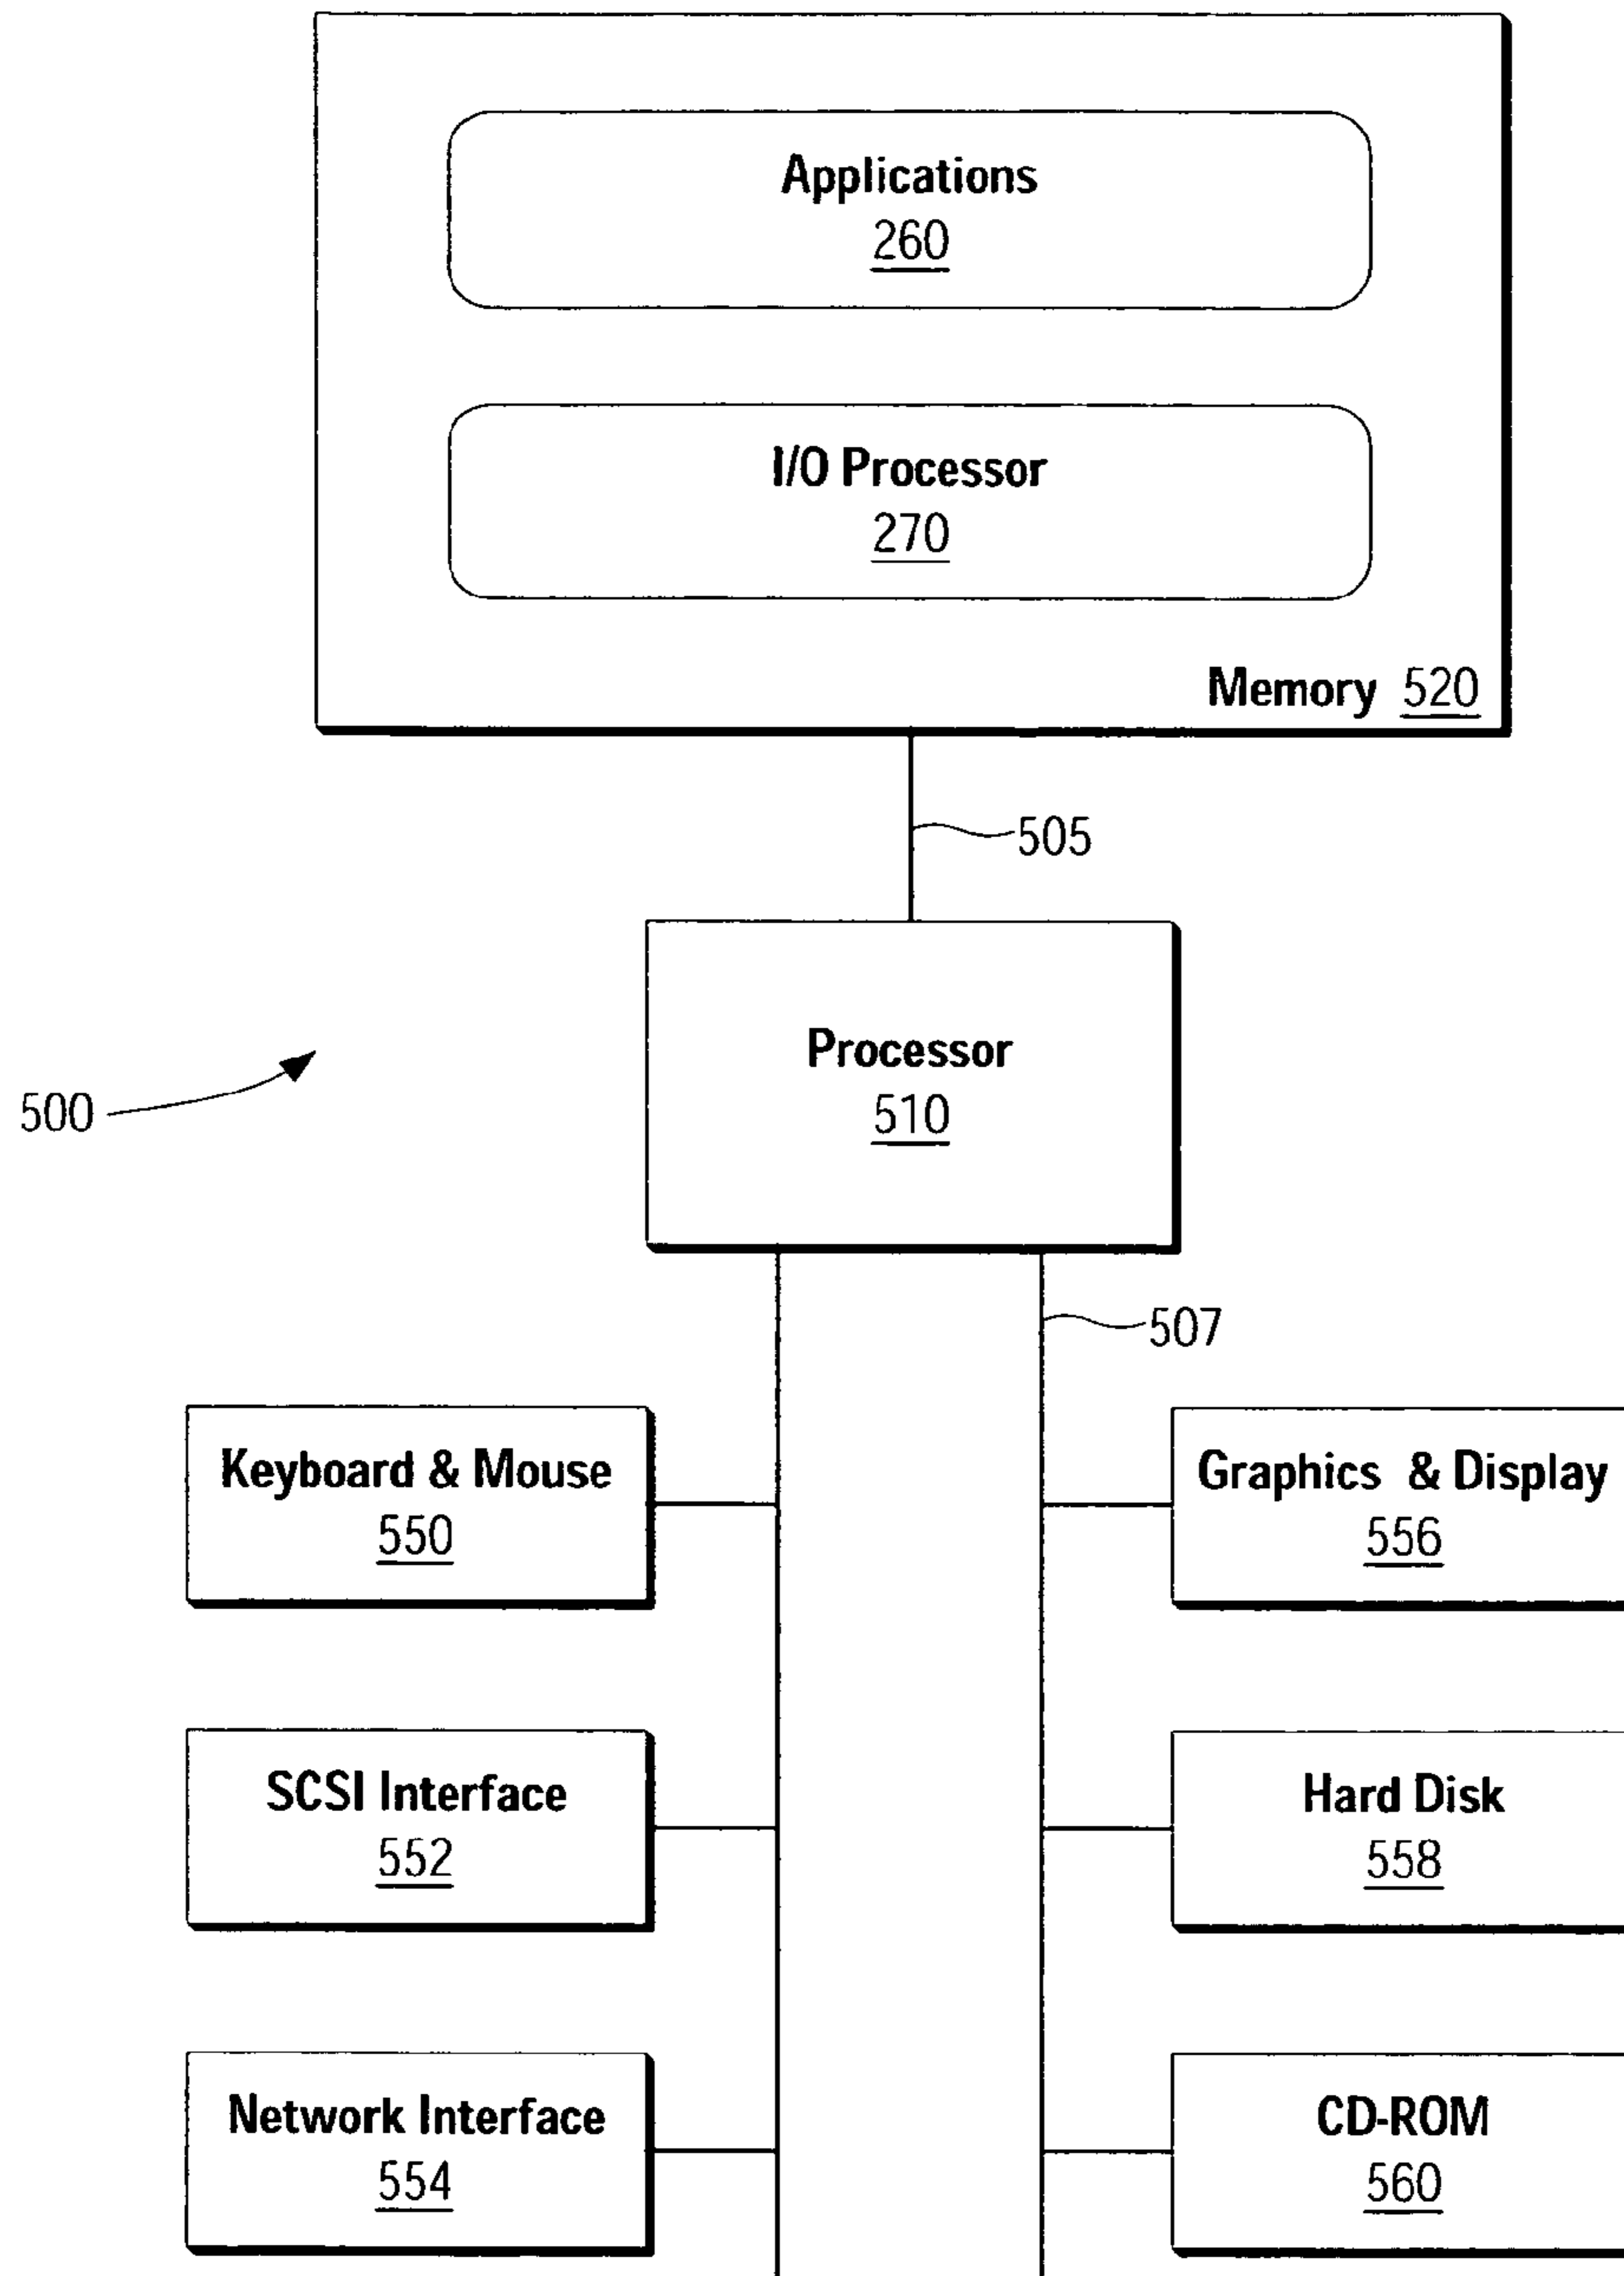 Applications
260
I/O Processor
270
Memory 520
505
Processor
510
500
507
Keyboard & Mouse
550
Graphics & Display
556
SCSI Interface
552
Hard Disk
558
Network Interface
554
CD-ROM
560